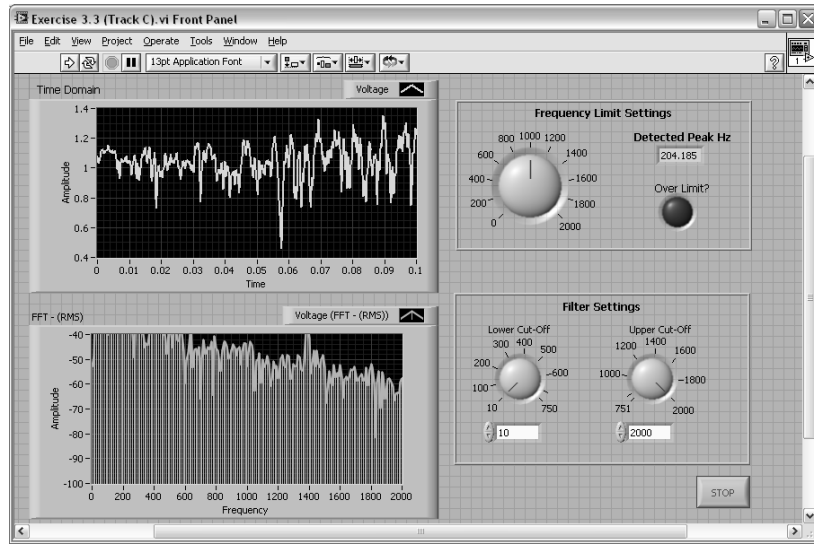 Exercise 3.3 (Track C).vi Front Panel
File Edit View Project Operate Tools Window Help
13pt Application Font
Time Domain
Voltage
1.4
1.2
1
0.8
0.6
0.4
Amplitude
0 0.01 0.02 0.03 0.04 0.05 0.06 0.07 0.08 0.09 0.1
Time
Frequency Limit Settings
0 200 400 600 800 1000 1200 1400 1600 1800 2000
Detected Peak Hz
204.185
Over Limit?
FFT - (RMS)
Voltage (FFT - (RMS))
-40
-50
-60
-70
-80
-90
-100
Amplitude
0 200 400 600 800 1000 1200 1400 1600 1800 2000
Frequency
Filter Settings
Lower Cut-Off
10 100 200 300 400 500 600 750
10
Upper Cut-Off
751 1000 1200 1400 1600 1800 2000
2000
STOP
1